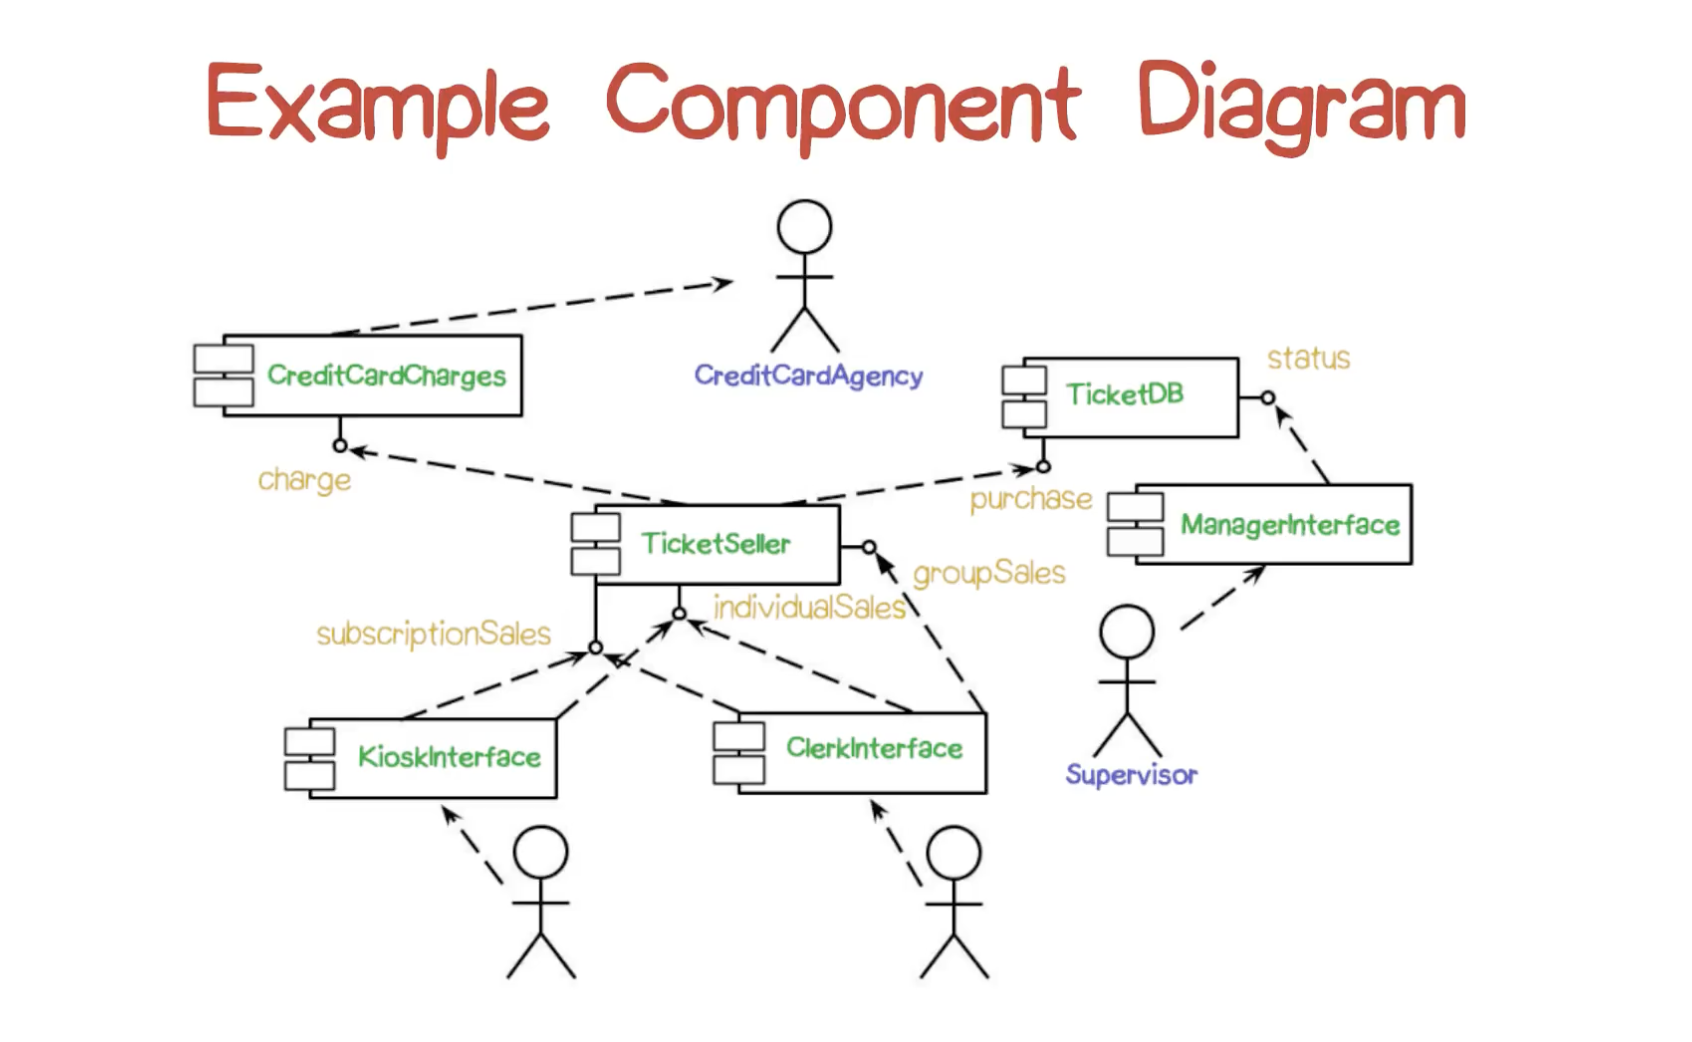 Example Component Diagram
CreditCardCharges
CreditCardAgency
status
TicketDB
charge
purchase
ManagerInterface
TicketSeller
groupSales
individualSales
subscriptionSales
KioskInterface
ClerkInterface
Supervisor